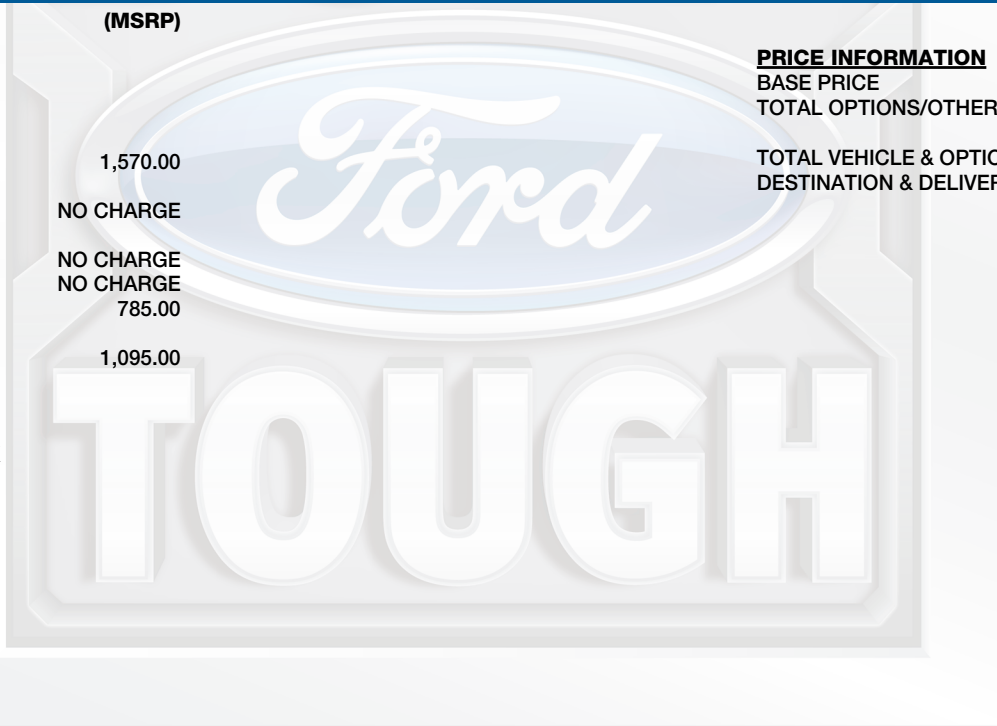 (MSRP)
1,570.00
NO CHARGE
NO CHARGE
NO CHARGE
785.00
1,095.00
PRICE INFORMATION
BASE PRICE
TOTAL OPTIONS/OTHER
TOTAL VEHICLE & OPTIO
DESTINATION & DELIVER
Ford
TOUGH